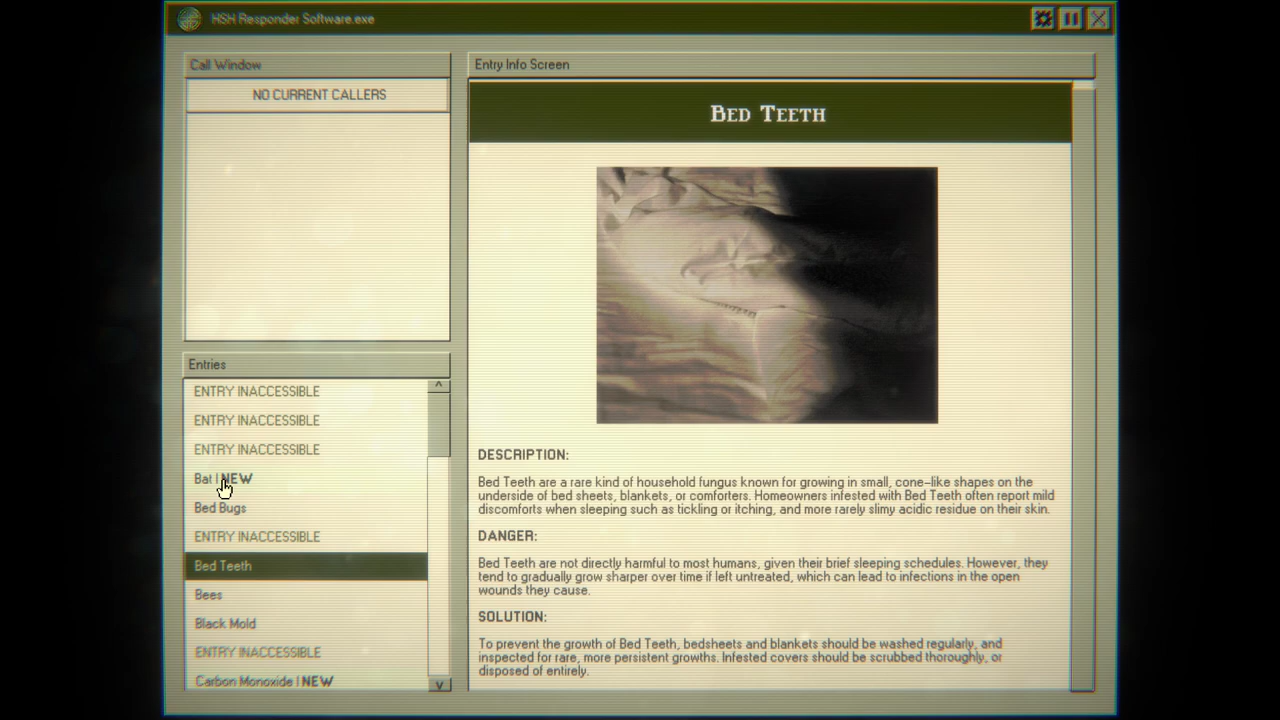 HSH Responder Software.exe
Call Window
NO CURRENT CALLERS
Entries
ENTRY INACCESSIBLE
ENTRY INACCESSIBLE
ENTRY INACCESSIBLE
Bat | NEW
Bed Bugs
ENTRY INACCESSIBLE
Bed Teeth
Bees
Black Mold
ENTRY INACCESSIBLE
Carbon Monoxide | NEW
Entry Info Screen
BED TEETH
DESCRIPTION:
Bed Teeth are a rare kind of household fungus known for growing in small, cone-like shapes on the
underside of bed sheets, blankets, or comforters. Homeowners infested with Bed Teeth often report mild
discomforts when sleeping such as tickling or itching, and more rarely slimy acidic residue on their skin.
DANGER:
Bed Teeth are not directly harmful to most humans, given their brief sleeping schedules. However, they
tend to gradually grow sharper over time if left untreated, which can lead to infections in the open
wounds they cause.
SOLUTION:
To prevent the growth of Bed Teeth, bedsheets and blankets should be washed regularly, and
inspected for rare, more persistent growths. Infested covers should be scrubbed thoroughly, or
disposed of entirely.